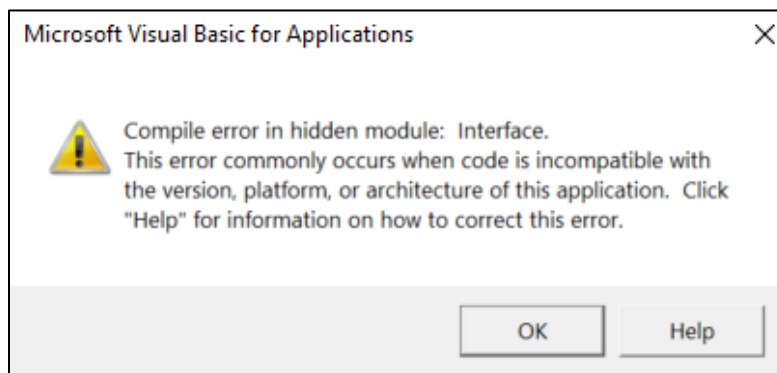 Microsoft Visual Basic for Applications
Compile error in hidden module:  Interface.
This error commonly occurs when code is incompatible with
the version, platform, or architecture of this application.  Click
"Help" for information on how to correct this error.
OK
Help